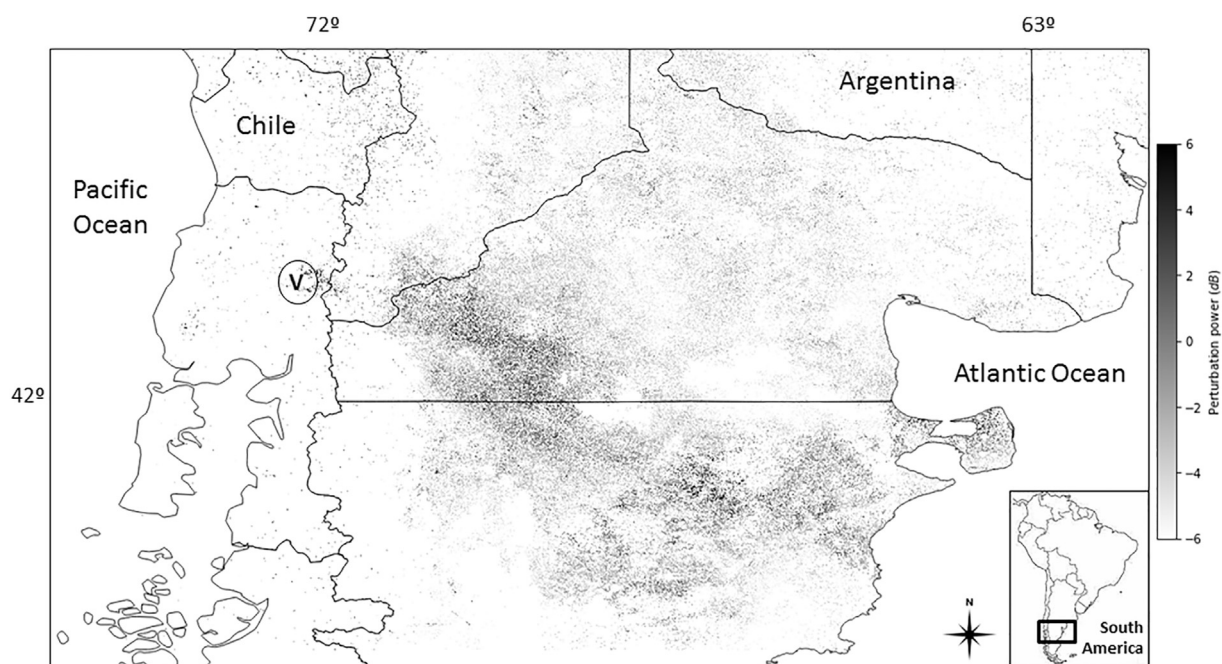 72º
63º
Argentina
Chile
Pacific
Ocean
V
42º
Atlantic Ocean
6
4
2
0
−2
−4
−6
Perturbation power (dB)
N
South
America